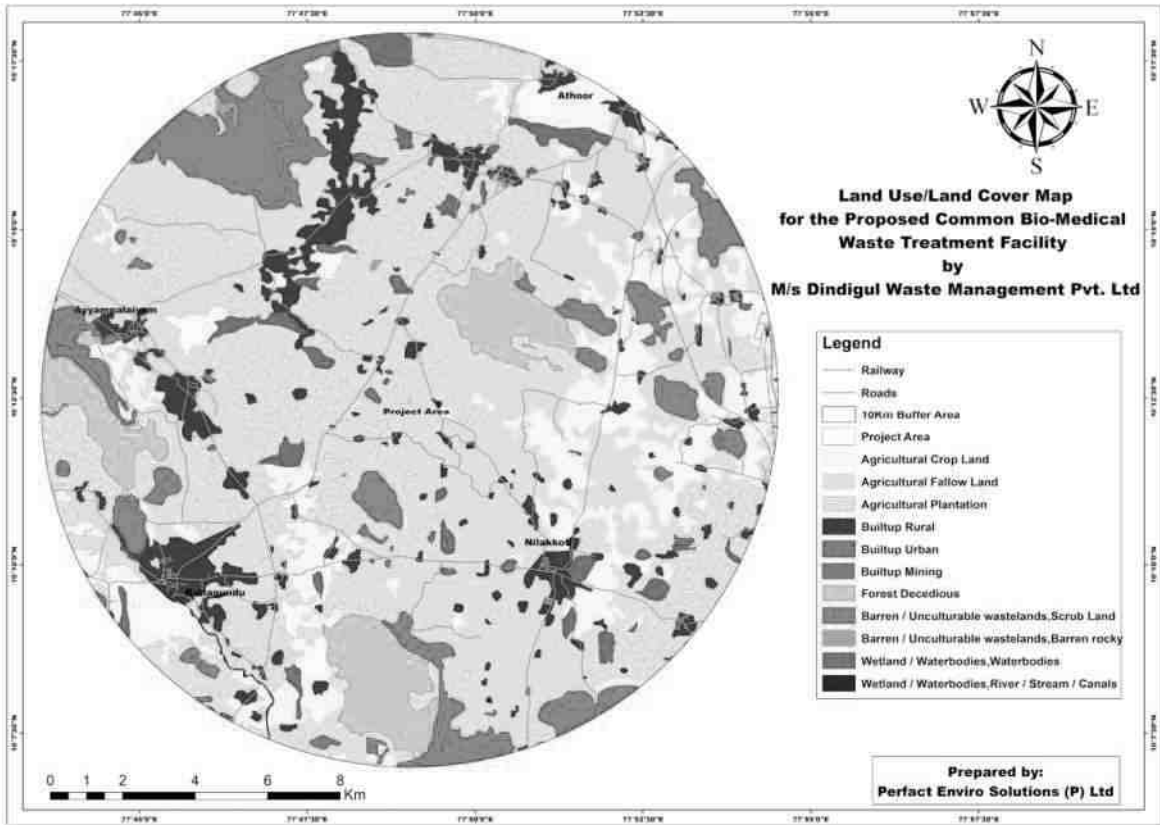 N
W E
S
Land Use/Land Cover Map
for the Proposed Common Bio-Medical
Waste Treatment Facility
by
M/s Dindigul Waste Management Pvt. Ltd
Legend
Railway
Roads
10Km Buffer Area
Project Area
Agricultural Crop Land
Agricultural Fallow Land
Agricultural Plantation
Builtup Rural
Builtup Urban
Builtup Mining
Forest Decedious
Barren / Unculturable wastelands,Scrub Land
Barren / Unculturable wastelands,Barren rocky
Wetland / Waterbodies,Waterbodies
Wetland / Waterbodies,River / Stream / Canals
Athoor
Ayyampalaiyam
Project Area
0 1 2 4 6 8
Km
Prepared by:
Perfact Enviro Solutions (P) Ltd